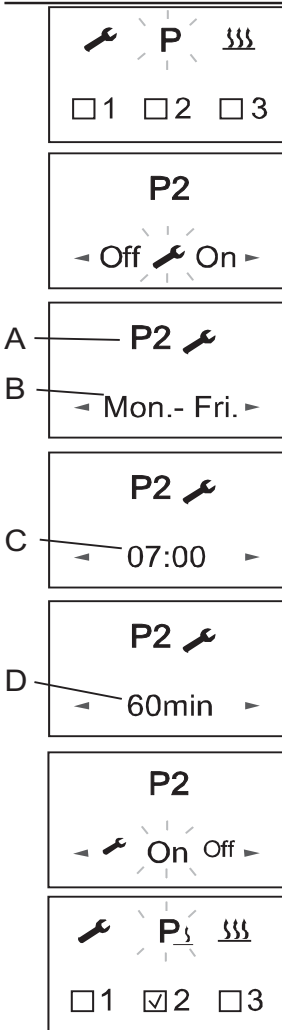 P
☐1 ☐2 ☐3
P2
Off On
A P2
B Mon.- Fri.
P2
C 07:00
P2
D 60min
P2
On Off
P
☐1 ☑2 ☐3